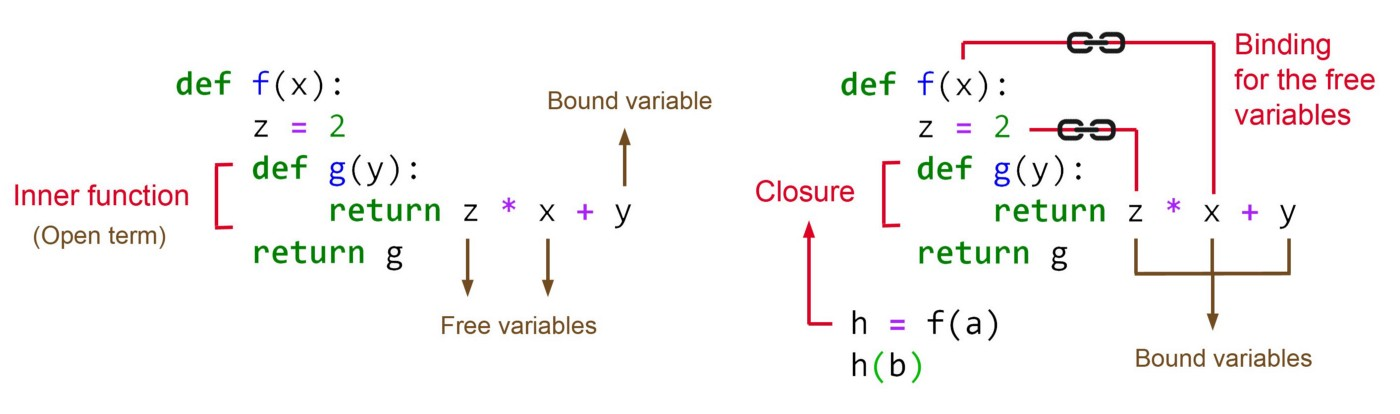 def f(x):
z = 2
def g(y):
return z * x + y
return g
Inner function
(Open term)
Bound variable
Free variables
def f(x):
z = 2
def g(y):
return z * x + y
return g
h = f(a)
h(b)
Closure
Binding
for the free
variables
Bound variables